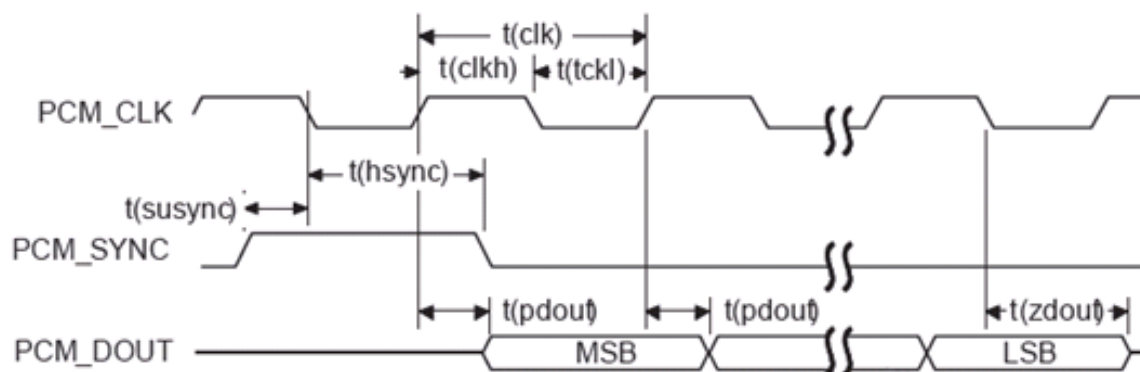 t(clk)
t(clkh) t(tckl)
PCM_CLK
t(hsync)
t(susync)
PCM_SYNC
t(pdout) t(pdout) t(zdout)
PCM_DOUT MSB LSB